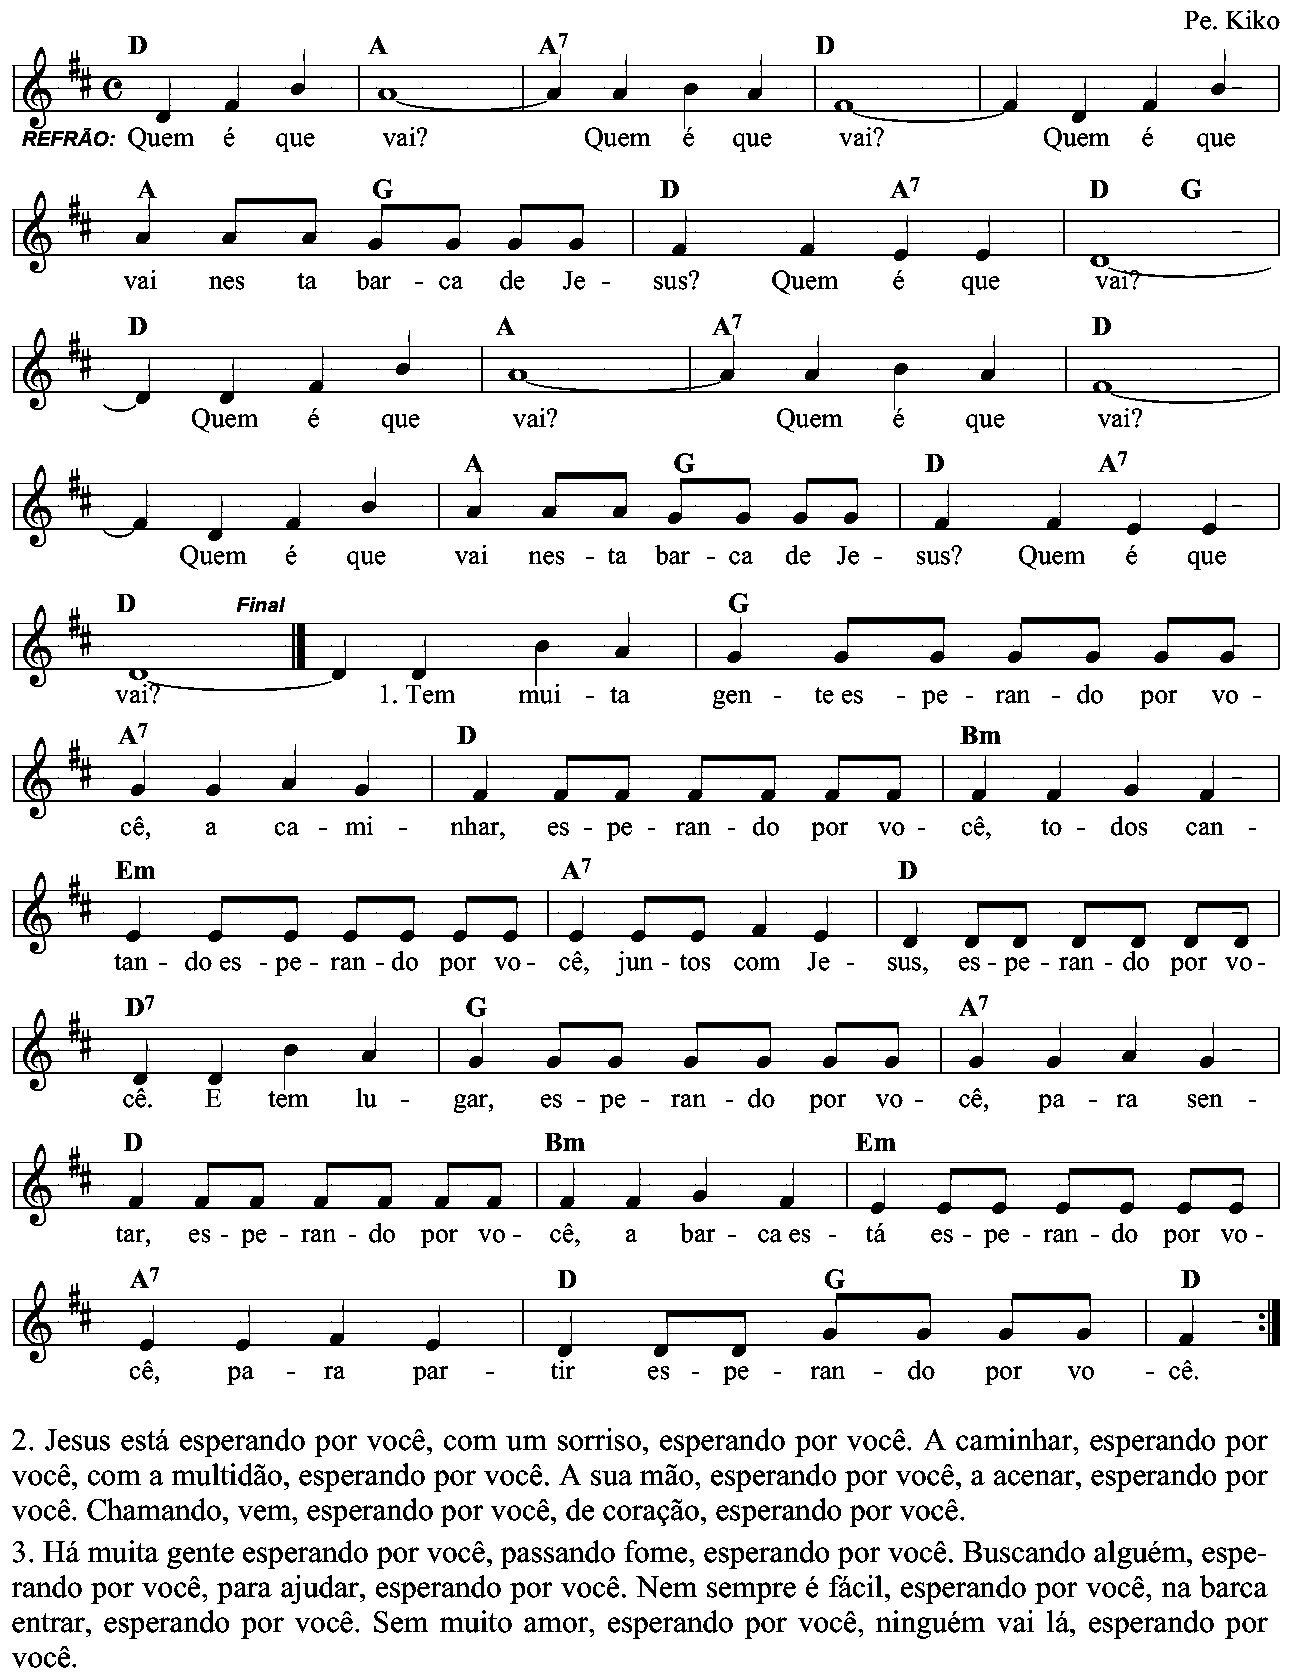 Pe. Kiko
D A A7 D
REFRÃO: Quem é que vai? Quem é que vai? Quem é que
A G D A7 D G
vai nes ta bar - ca de Je - sus? Quem é que vai?
D A A7 D
Quem é que vai? Quem é que vai?
A G D A7
Quem é que vai nes - ta bar - ca de Je - sus? Quem é que
D Final G
vai? 1. Tem mui - ta gen - te es - pe - ran - do por vo -
A7 D Bm
cê, a ca - mi - nhar, es - pe - ran - do por vo - cê, to - dos can -
Em A7 D
tan - do es - pe - ran - do por vo - cê, jun - tos com Je - sus, es - pe - ran - do por vo -
D7 G A7
cê. E tem lu - gar, es - pe - ran - do por vo - cê, pa - ra sen -
D Bm Em
tar, es - pe - ran - do por vo - cê, a bar - ca es - tá es - pe - ran - do por vo -
A7 D G D
cê, pa - ra par - tir es - pe - ran - do por vo - cê.
2. Jesus está esperando por você, com um sorriso, esperando por você. A caminhar, esperando por
você, com a multidão, esperando por você. A sua mão, esperando por você, a acenar, esperando por
você. Chamando, vem, esperando por você, de coração, esperando por você.
3. Há muita gente esperando por você, passando fome, esperando por você. Buscando alguém, espe-
rando por você, para ajudar, esperando por você. Nem sempre é fácil, esperando por você, na barca
entrar, esperando por você. Sem muito amor, esperando por você, ninguém vai lá, esperando por
você.